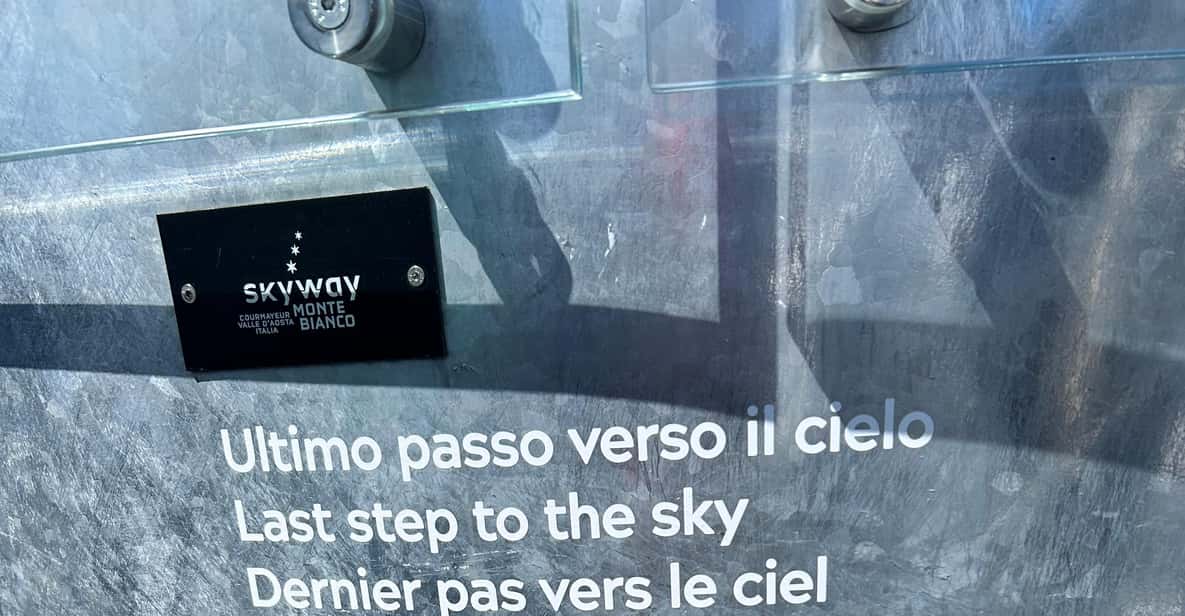 skyway
COURMAYEUR
VALLE D'AOSTA
ITALIA
MONTE
BIANCO
Ultimo passo verso il cielo
Last step to the sky
Dernier pas vers le ciel